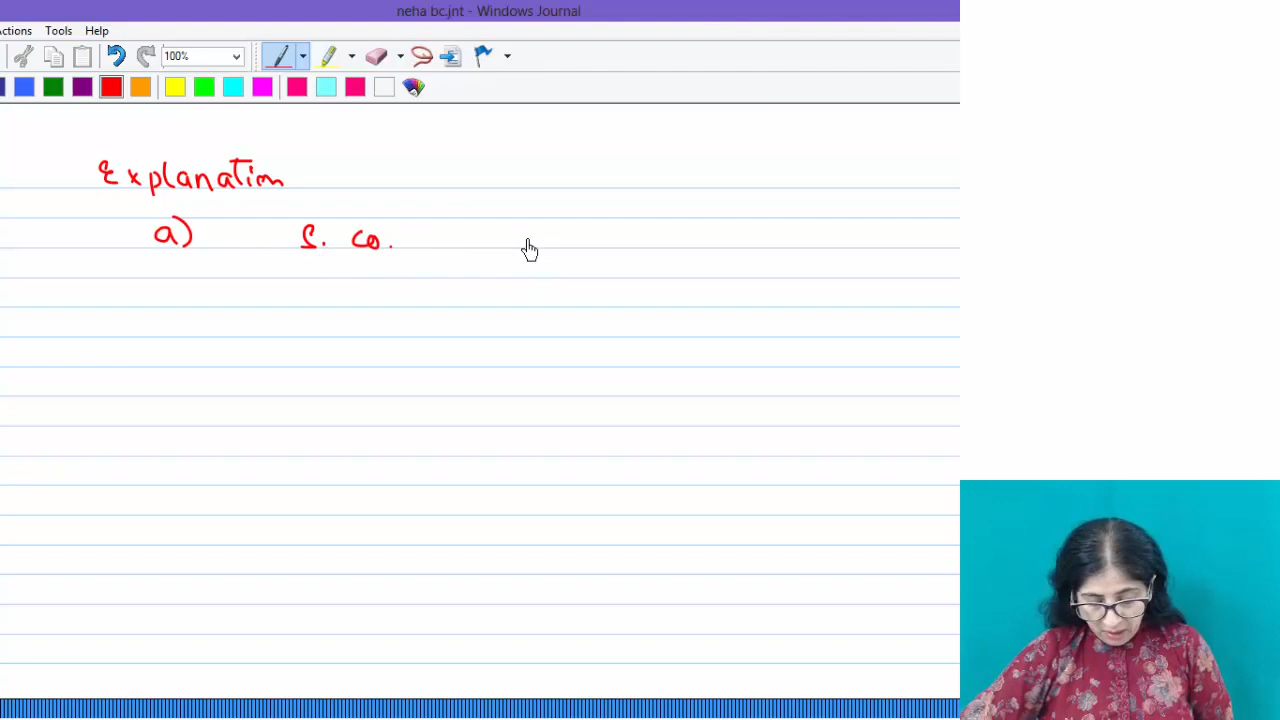 neha bc.jnt - Windows Journal
Actions Tools Help
100%
Explanation
a) S. Co.